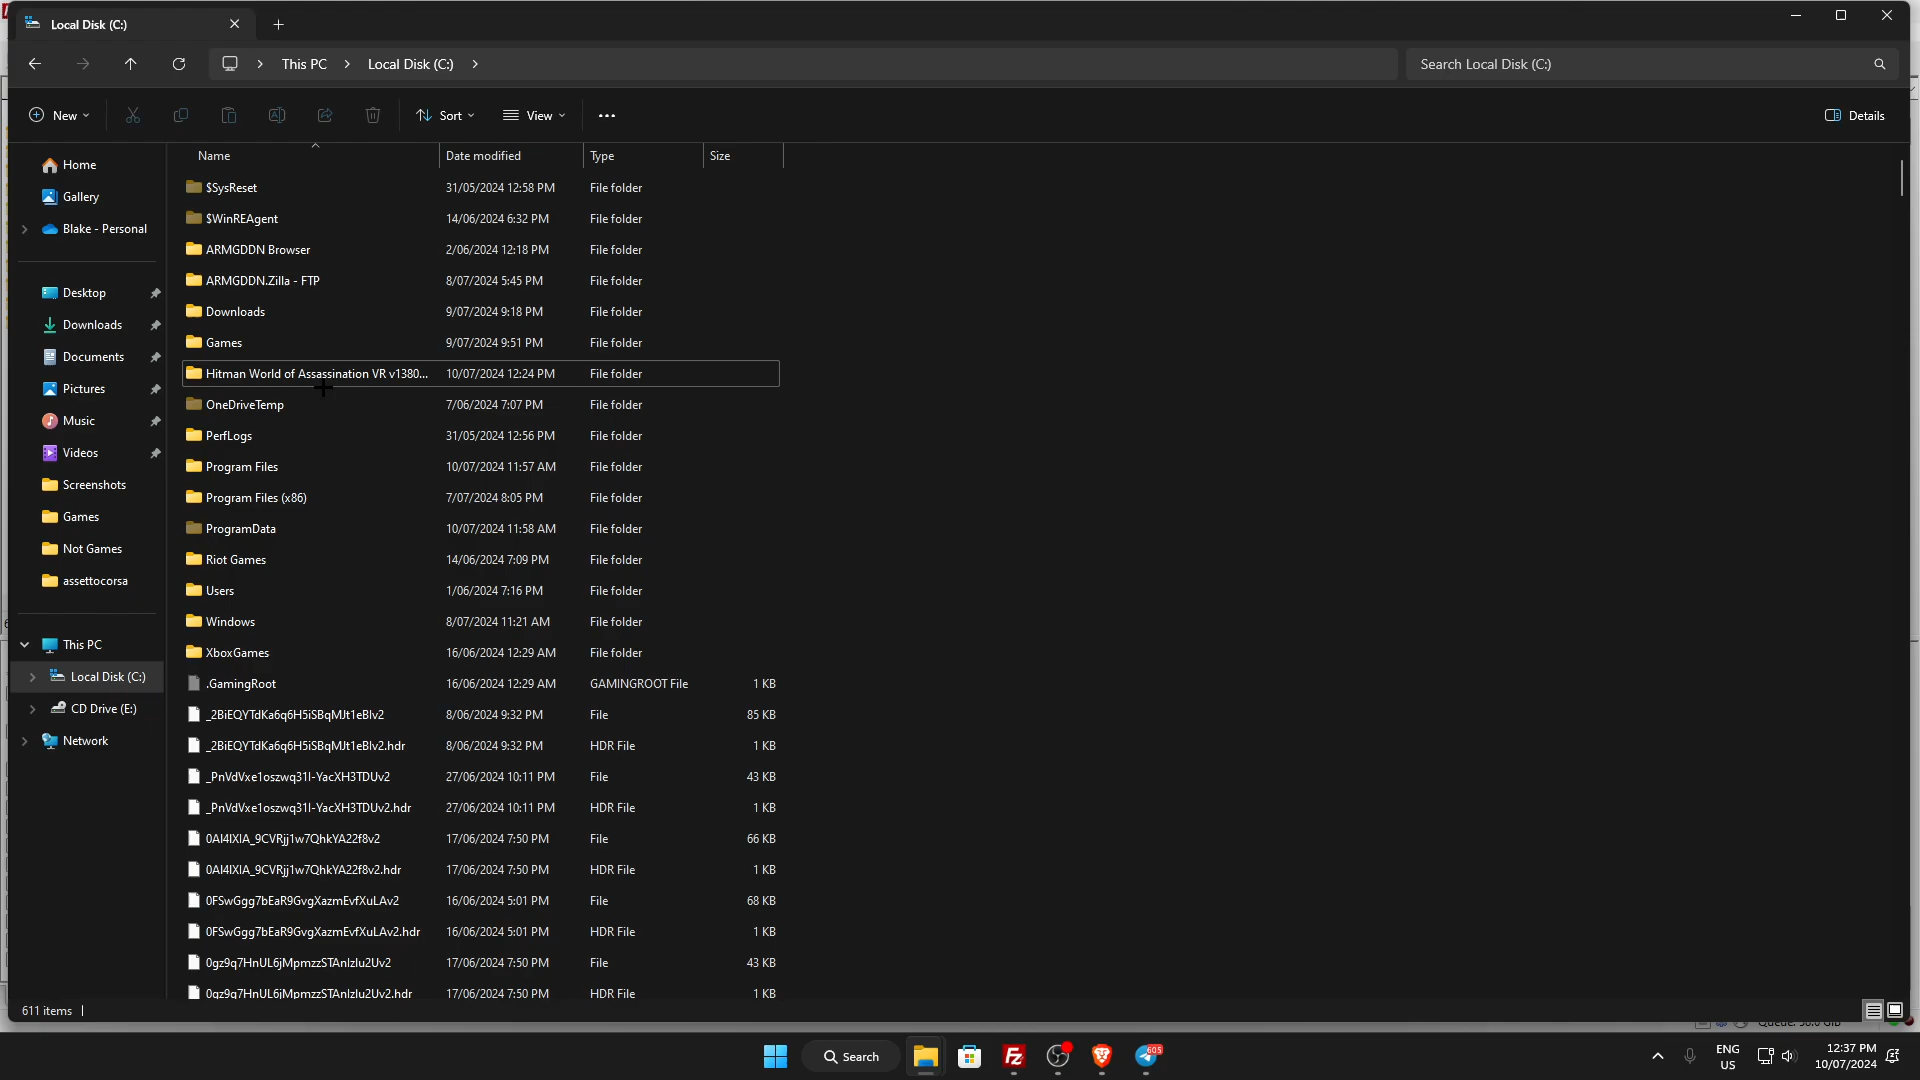 Local Disk (C:)
This PC
Local Disk (C:)
Search Local Disk (C:)
New
Sort
View
Details
Name
Date modified
Type
Size
Home
Gallery
Blake - Personal
Desktop
Downloads
Documents
Pictures
Music
Videos
Screenshots
Games
Not Games
assettocorsa
This PC
Local Disk (C:)
CD Drive (E:)
Network
$SysReset 31/05/2024 12:58 PM File folder
$WinREAgent 14/06/2024 6:32 PM File folder
ARMGDDN Browser 2/06/2024 12:18 PM File folder
ARMGDDN.Zilla - FTP 8/07/2024 5:45 PM File folder
Downloads 9/07/2024 9:18 PM File folder
Games 9/07/2024 9:51 PM File folder
Hitman World of Assassination VR v1380... 10/07/2024 12:24 PM File folder
OneDriveTemp 7/06/2024 7:07 PM File folder
PerfLogs 31/05/2024 12:56 PM File folder
Program Files 10/07/2024 11:57 AM File folder
Program Files (x86) 7/07/2024 8:05 PM File folder
ProgramData 10/07/2024 11:58 AM File folder
Riot Games 14/06/2024 7:09 PM File folder
Users 1/06/2024 7:16 PM File folder
Windows 8/07/2024 11:21 AM File folder
XboxGames 16/06/2024 12:29 AM File folder
.GamingRoot 16/06/2024 12:29 AM GAMINGROOT File 1 KB
_2BiEQYTdKa6q6H5iSBqMJt1eBlv2 8/06/2024 9:32 PM File 85 KB
_2BiEQYTdKa6q6H5iSBqMJt1eBlv2.hdr 8/06/2024 9:32 PM HDR File 1 KB
_PnVdVxe1oszwq31I-YacXH3TDUv2 27/06/2024 10:11 PM File 43 KB
_PnVdVxe1oszwq31I-YacXH3TDUv2.hdr 27/06/2024 10:11 PM HDR File 1 KB
0AI4IXIA_9CVRjj1w7QhkYA22f8v2 17/06/2024 7:50 PM File 66 KB
0AI4IXIA_9CVRjj1w7QhkYA22f8v2.hdr 17/06/2024 7:50 PM HDR File 1 KB
0FSwGgg7bEaR9GvgXazmEvfXuLAv2 16/06/2024 5:01 PM File 68 KB
0FSwGgg7bEaR9GvgXazmEvfXuLAv2.hdr 16/06/2024 5:01 PM HDR File 1 KB
0gz9q7HnUL6jMpmzzSTAnIzIu2Uv2 17/06/2024 7:50 PM File 43 KB
0gz9q7HnUL6jMpmzzSTAnIzIu2Uv2.hdr 17/06/2024 7:50 PM HDR File 1 KB
611 items
Search
605
ENG
US
12:37 PM
10/07/2024